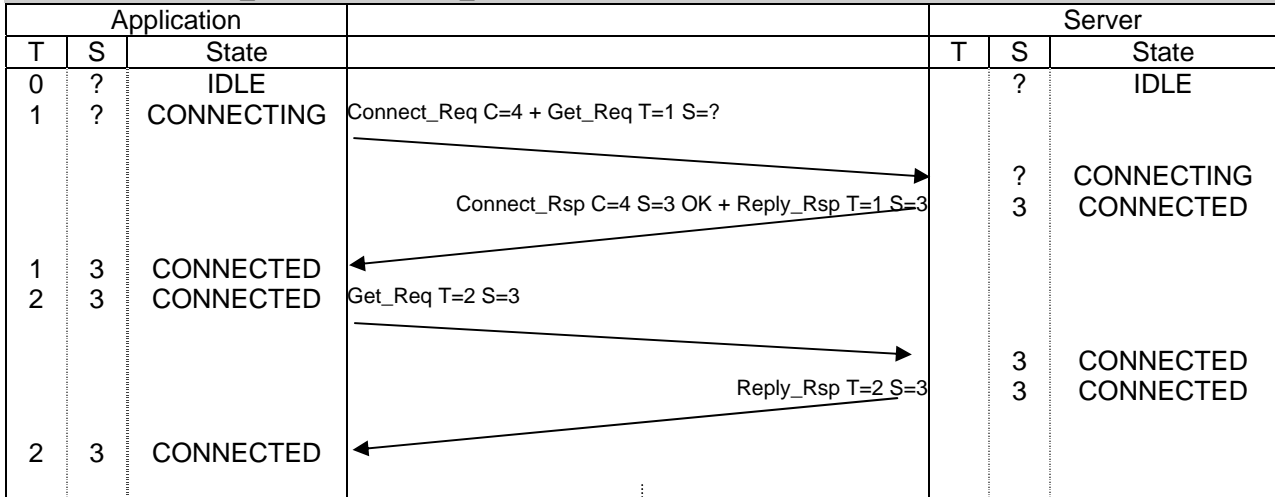 Application Server
T S State T S State
0 ? IDLE ? IDLE
1 ? CONNECTING Connect_Req C=4 + Get_Req T=1 S=?
? CONNECTING
Connect_Rsp C=4 S=3 OK + Reply_Rsp T=1 S=3 3 CONNECTED
1 3 CONNECTED
2 3 CONNECTED Get_Req T=2 S=3
3 CONNECTED
Reply_Rsp T=2 S=3 3 CONNECTED
2 3 CONNECTED